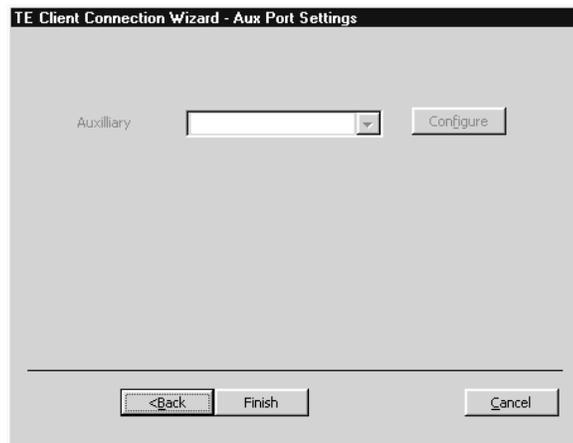 TE Client Connection Wizard - Aux Port Settings
Auxilliary Configure
<Back Finish Cancel